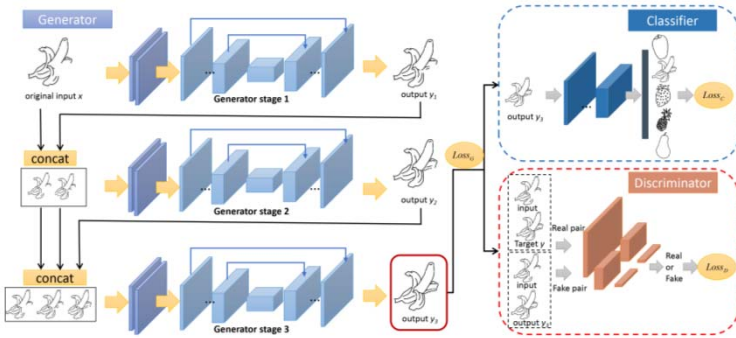 Generator
original input x
...
...
Generator stage 1
output y₁
concat
...
...
Generator stage 2
output y₂
concat
...
...
Generator stage 3
output y₃
Loss_G
Classifier
output y₃
...
Loss_C
Discriminator
input
Target y
Real pair
input
output y₃
Fake pair
Real
or
Fake
Loss_D